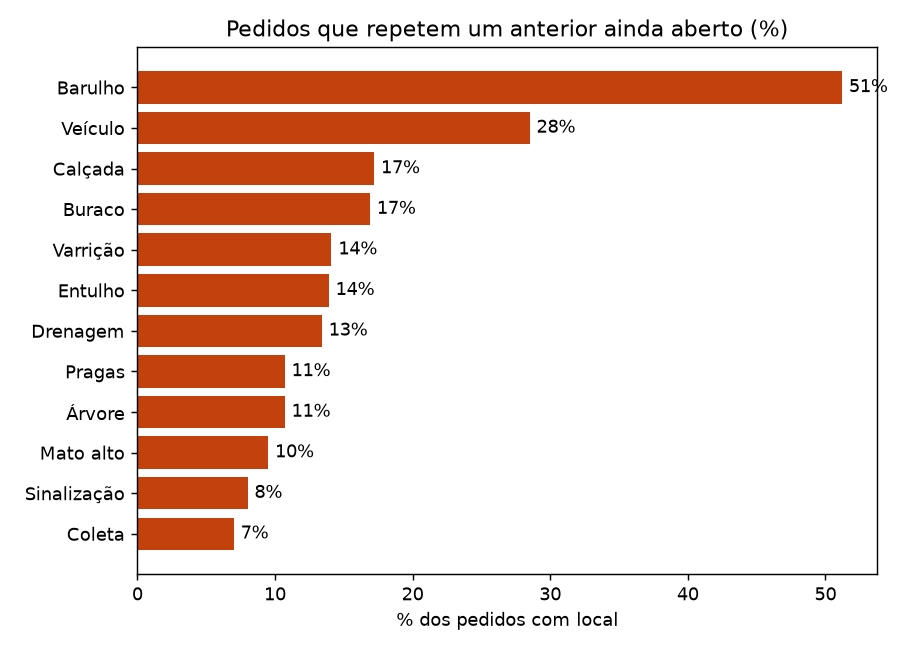 Pedidos que repetem um anterior ainda aberto (%)
Barulho 51%
Veículo 28%
Calçada 17%
Buraco 17%
Varrição 14%
Entulho 14%
Drenagem 13%
Pragas 11%
Árvore 11%
Mato alto 10%
Sinalização 8%
Coleta 7%
0 10 20 30 40 50
% dos pedidos com local